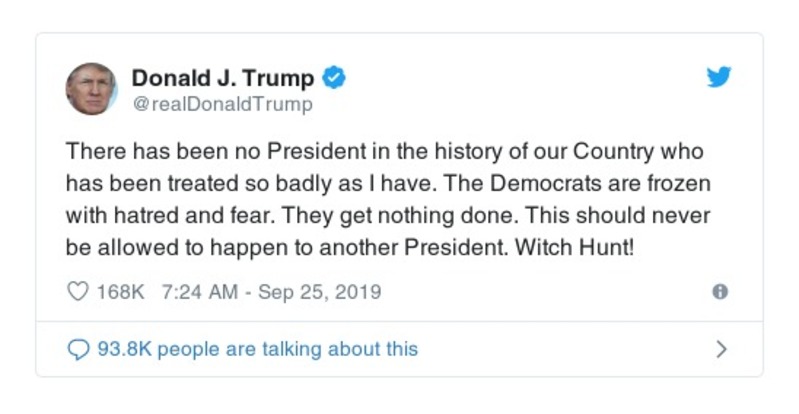 Donald J. Trump
@realDonaldTrump
There has been no President in the history of our Country who
has been treated so badly as I have. The Democrats are frozen
with hatred and fear. They get nothing done. This should never
be allowed to happen to another President. Witch Hunt!
168K 7:24 AM - Sep 25, 2019
93.8K people are talking about this